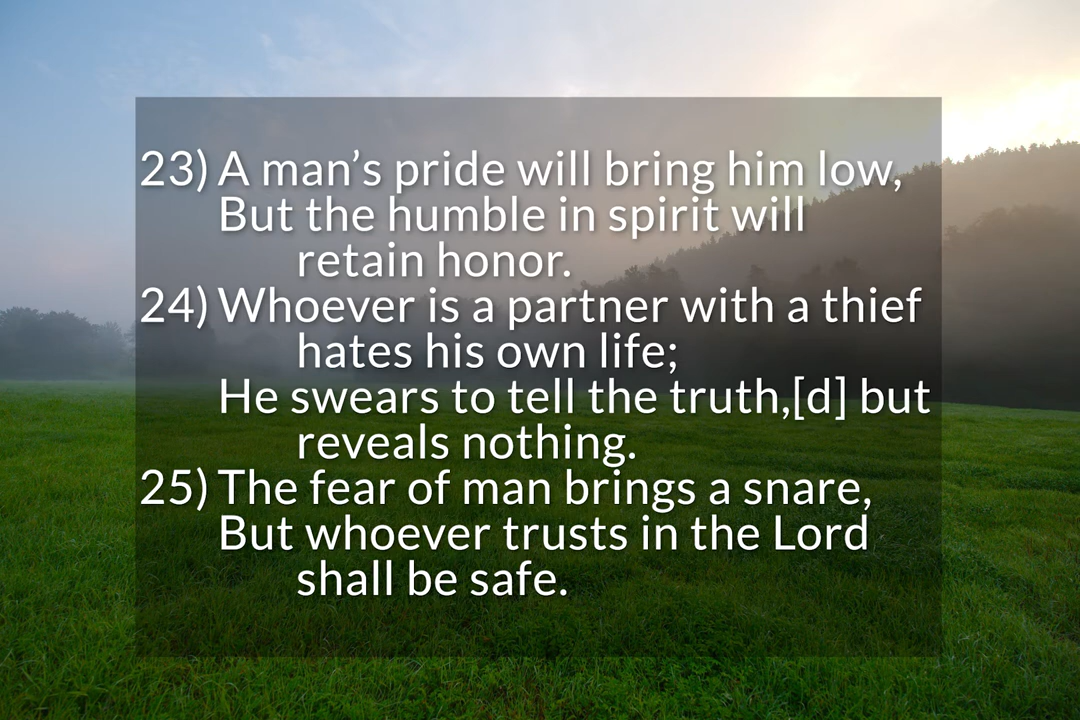 23) A man’s pride will bring him low,
But the humble in spirit will
retain honor.
24) Whoever is a partner with a thief
hates his own life;
He swears to tell the truth,[d] but
reveals nothing.
25) The fear of man brings a snare,
But whoever trusts in the Lord
shall be safe.